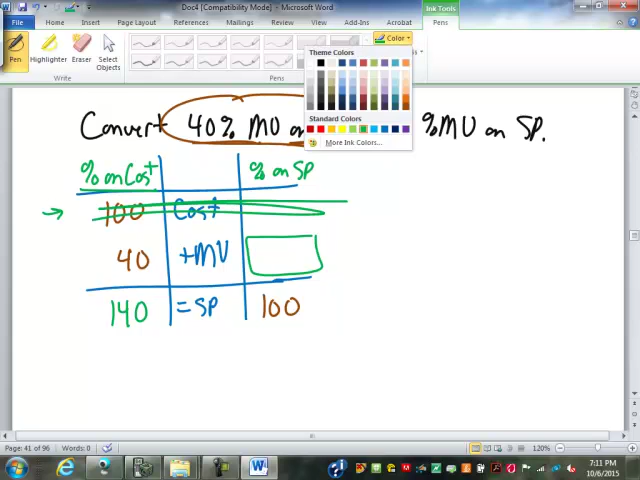 Doc4 [Compatibility Mode] - Microsoft Word
Ink Tools
File Home Insert Page Layout References Mailings Review View Add-Ins Acrobat Pens
Pen Highlighter Eraser Select Objects
Color
Write
Pens
Theme Colors
Standard Colors
More Ink Colors...
Convert 40% MU on %MU on SP.
% on Cost % on SP
100 Cost
40 +MU
140 = SP 100
Page: 41 of 96 Words: 0 120%
7:11 PM
10/6/2015